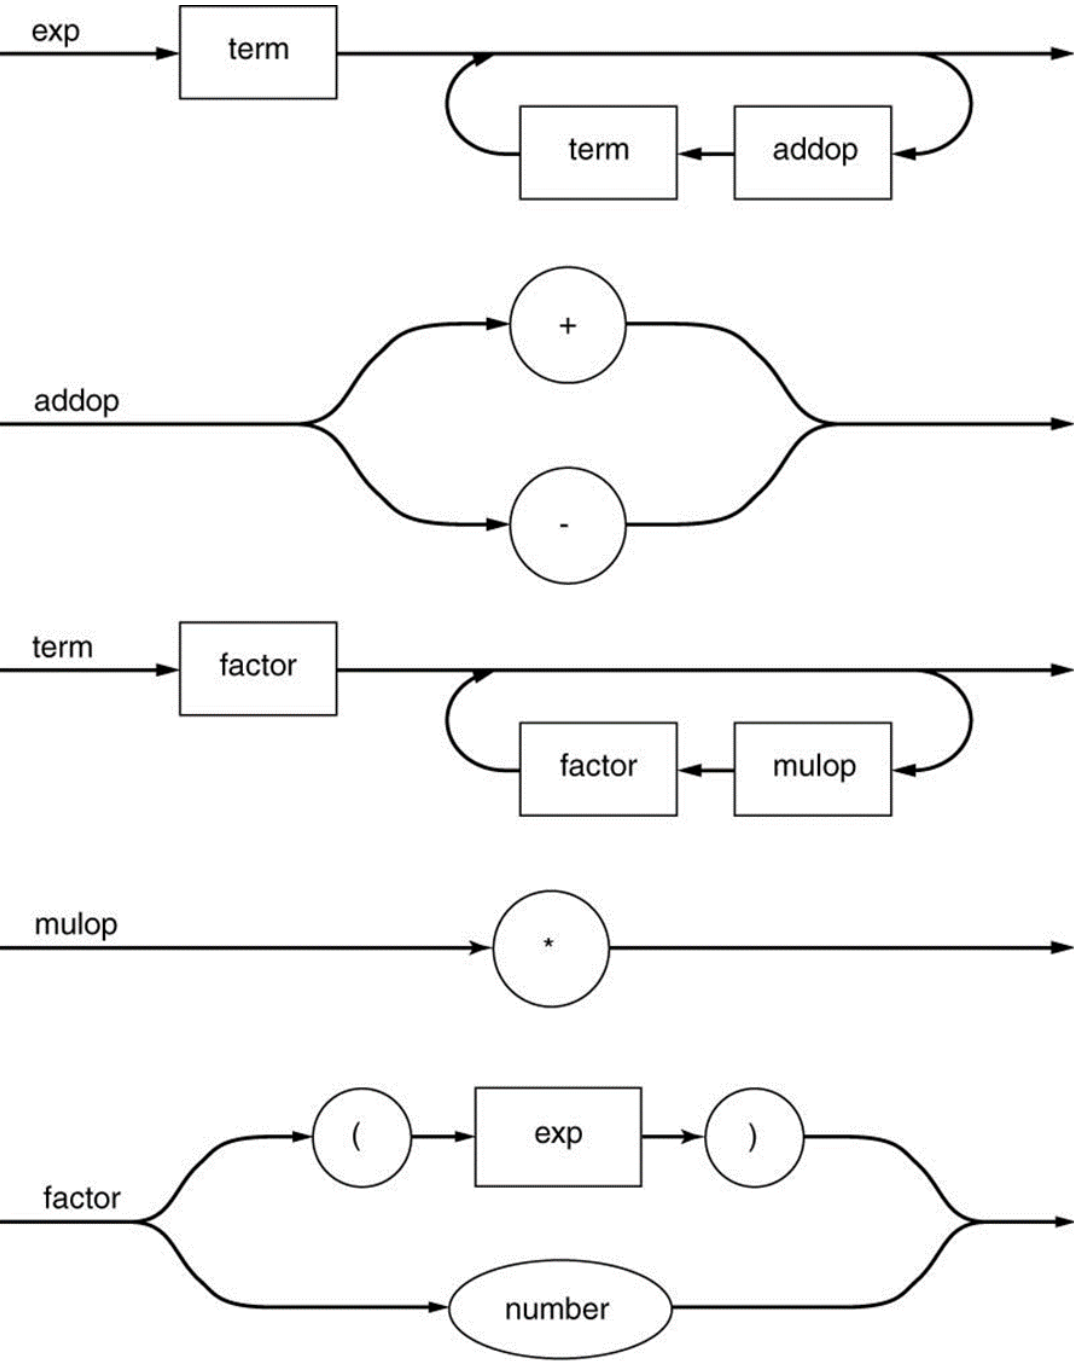 exp
term
term
addop
+
addop
-
term
factor
factor
mulop
mulop
*
( exp )
factor
number